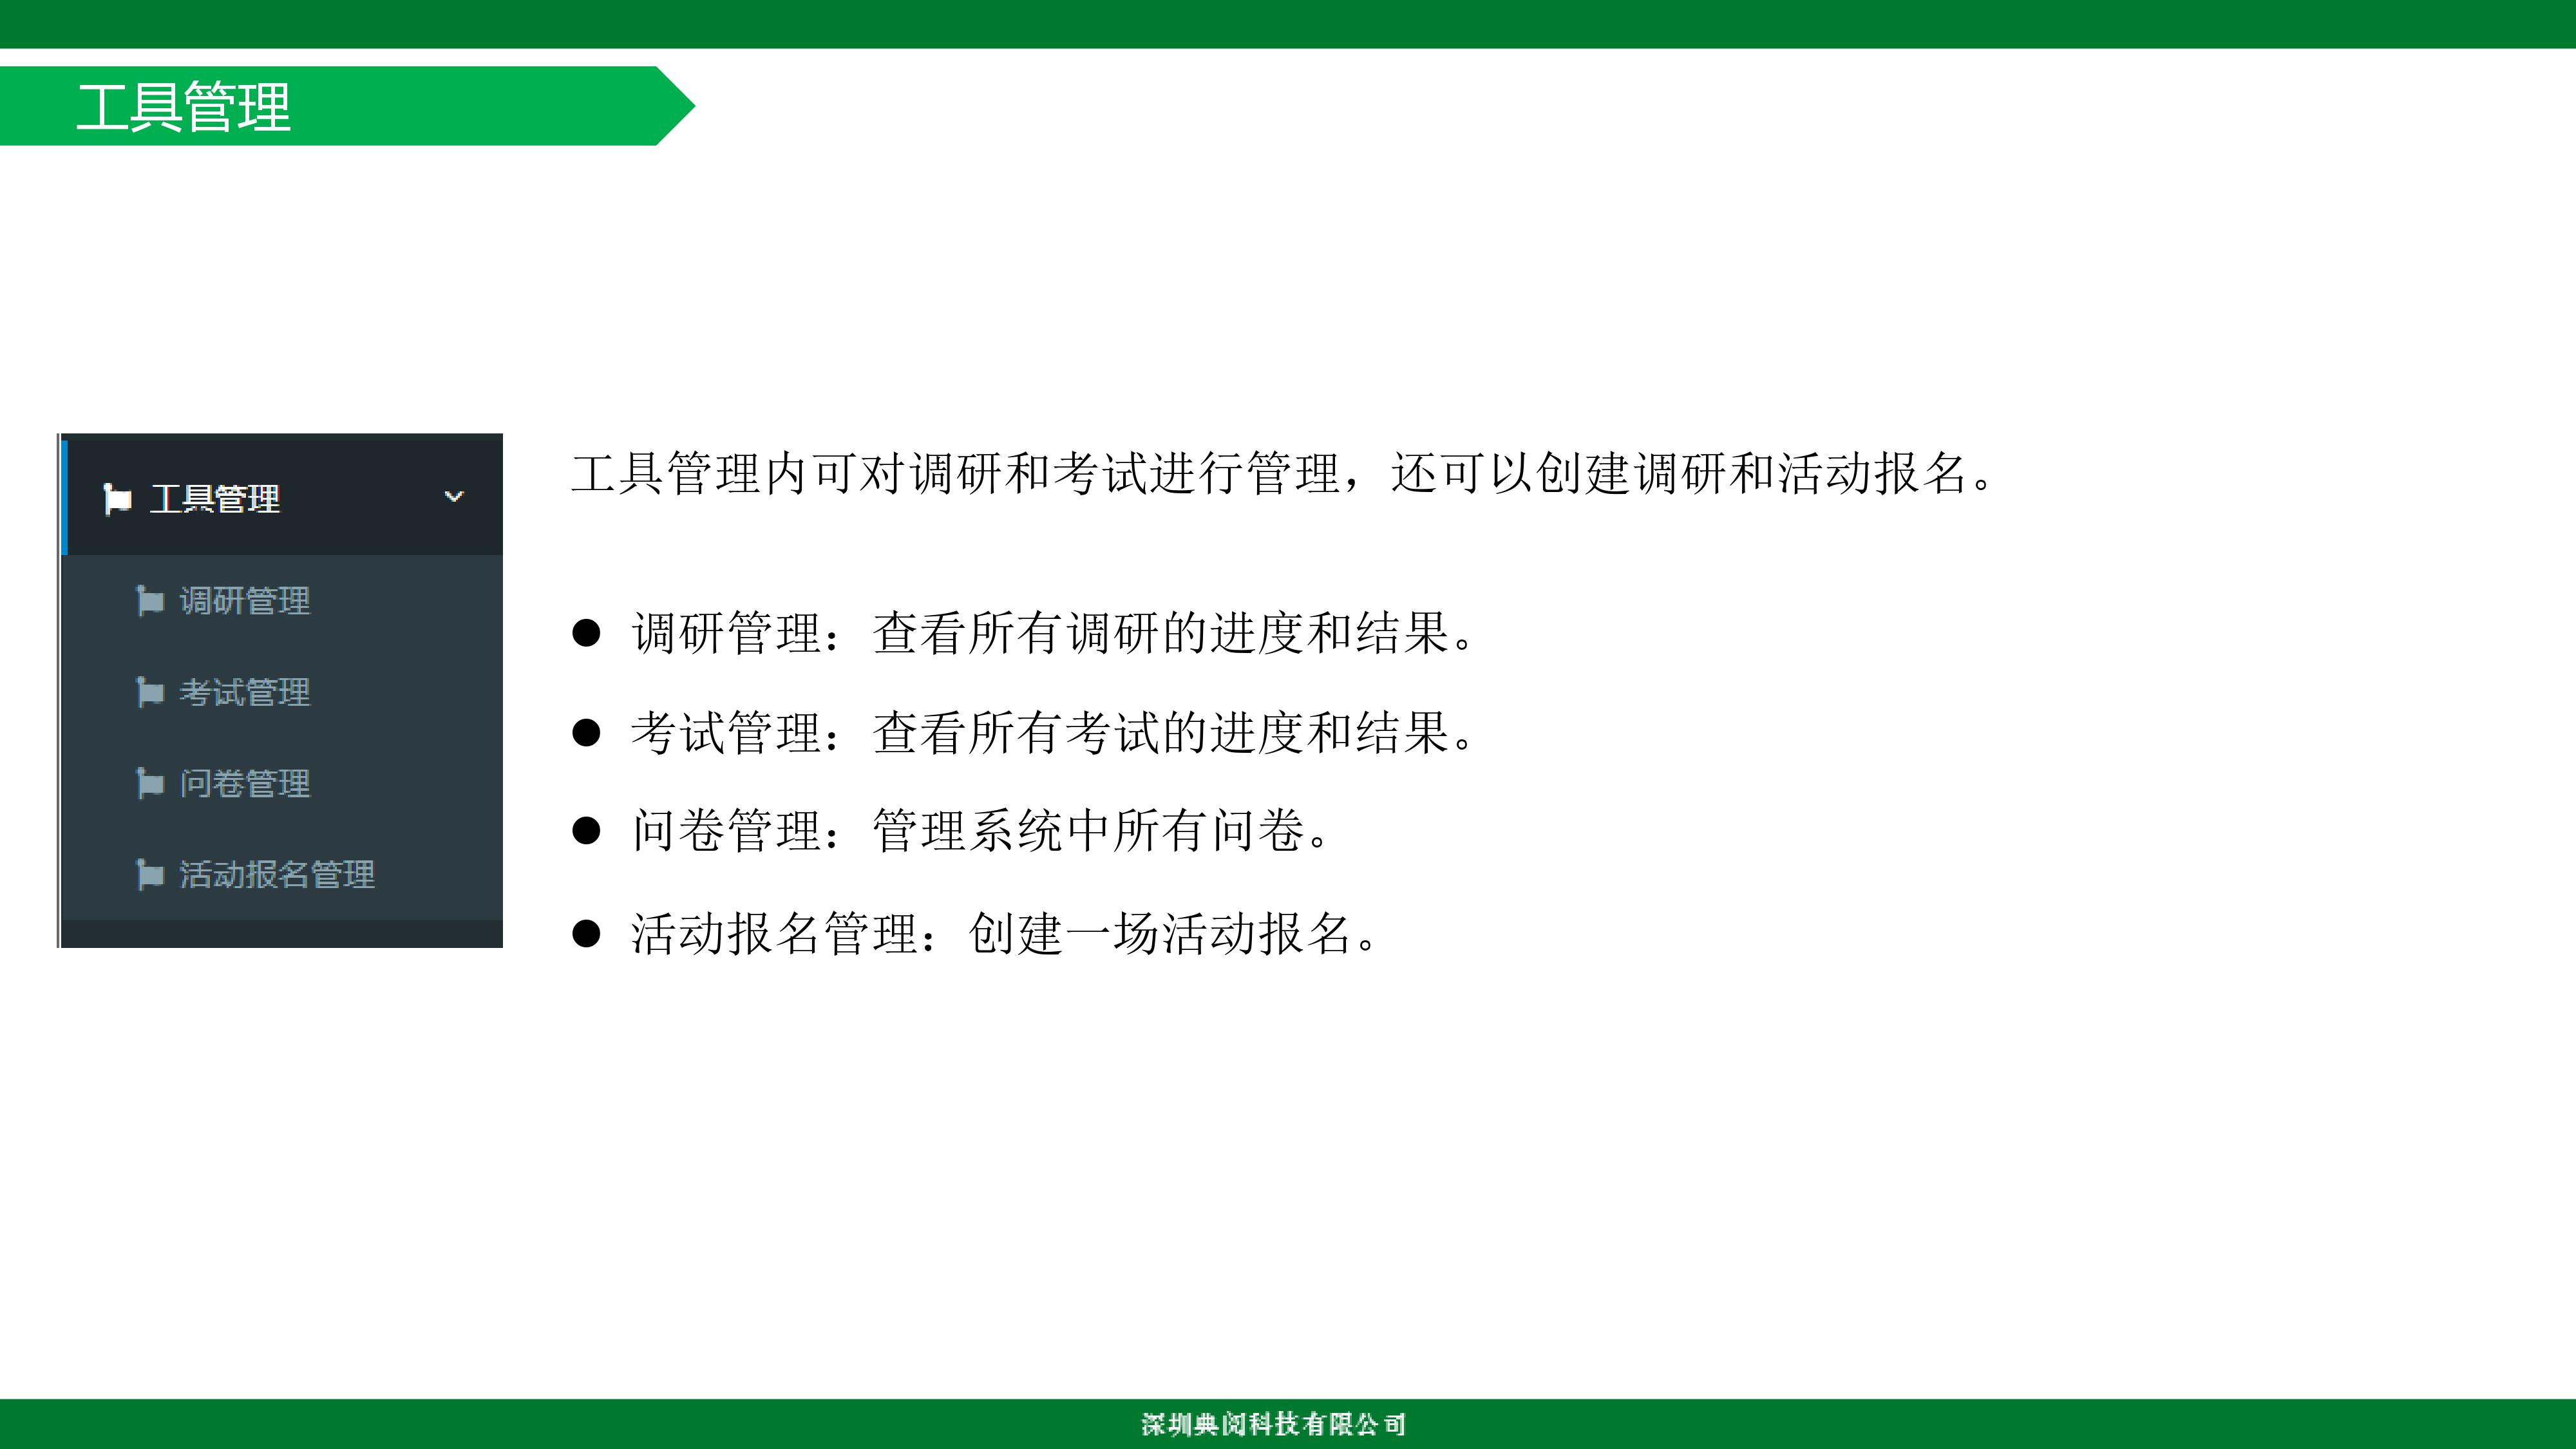 工具管理
工具管理
调研管理
考试管理
问卷管理
活动报名管理
工具管理内可对调研和考试进行管理，还可以创建调研和活动报名。
● 调研管理：查看所有调研的进度和结果。
● 考试管理：查看所有考试的进度和结果。
● 问卷管理：管理系统中所有问卷。
● 活动报名管理：创建一场活动报名。
深圳典阅科技有限公司